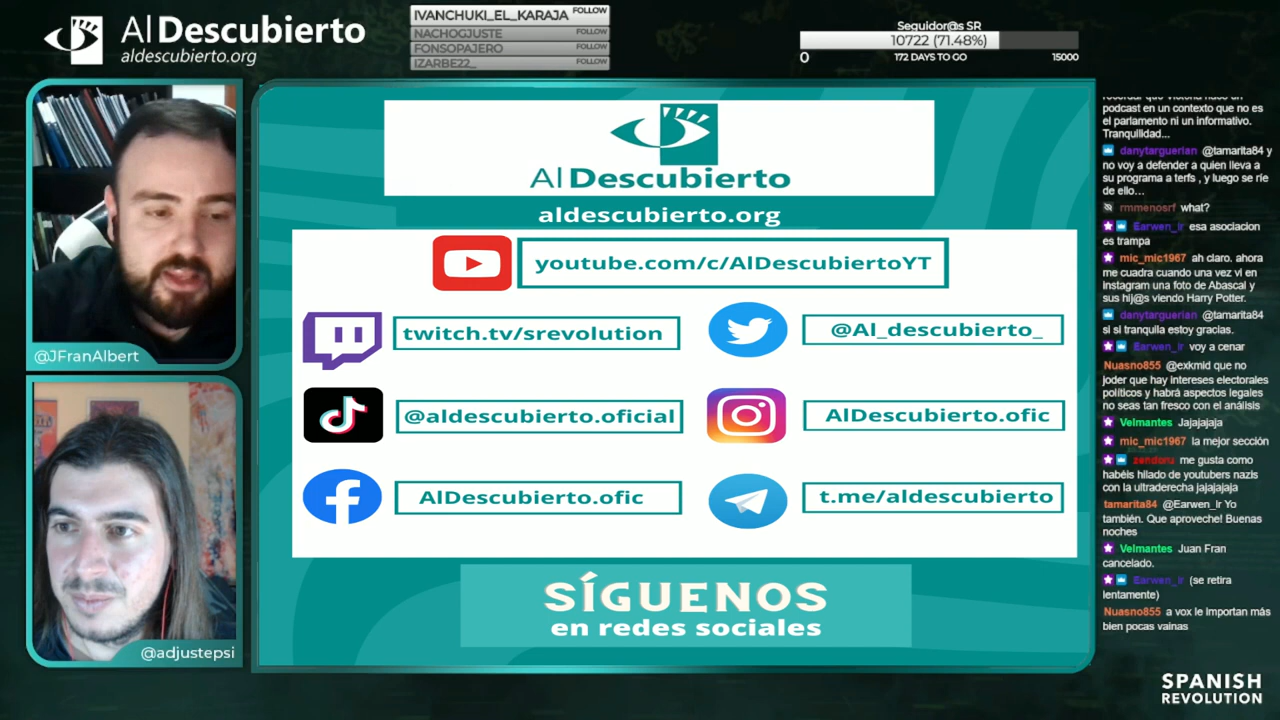 Al Descubierto
aldescubierto.org
IVANCHUKI_EL_KARAJA FOLLOW
NACHOGJUSTE FOLLOW
FONSOPAJERO FOLLOW
IZARBE22_ FOLLOW
Seguidor@s SR
10722 (71.48%)
0 172 DAYS TO GO 15000
@JFranAlbert
@adjustepsi
Al Descubierto
aldescubierto.org
youtube.com/c/AlDescubiertoYT
twitch.tv/srevolution
@Al_descubierto_
@aldescubierto.oficial
AlDescubierto.ofic
AlDescubierto.ofic
t.me/aldescubierto
SÍGUENOS
en redes sociales
podcast en un contexto que no es
el parlamento ni un informativo.
Tranquilidad...
danytarguerian @tamarita84 y
no voy a defender a quien lleva a
su programa a terfs , y luego se ríe
de ello...
rmmenosrf what?
Earwen_ir esa asociacion
es trampa
mic_mic1967 ah claro. ahora
me cuadra cuando una vez vi en
instagram una foto de Abascal y
sus hij@s viendo Harry Potter.
danytarguerian @tamarita84
si si tranquila estoy gracias.
Earwen_ir voy a cenar
Nuasno855 @exkmid que no
joder que hay intereses electorales
políticos y habrá aspectos legales
no seas tan fresco con el análisis
Velmantes Jajajajaja
mic_mic1967 la mejor sección
zendoru me gusta como
habéis hilado de youtubers nazis
con la ultraderecha jajajajaja
tamarita84 @Earwen_ir Yo
también. Que aproveche! Buenas
noches
Velmantes Juan Fran
cancelado.
Earwen_ir (se retira
lentamente)
Nuasno855 a vox le importan más
bien pocas vainas
SPANISH
REVOLUTION